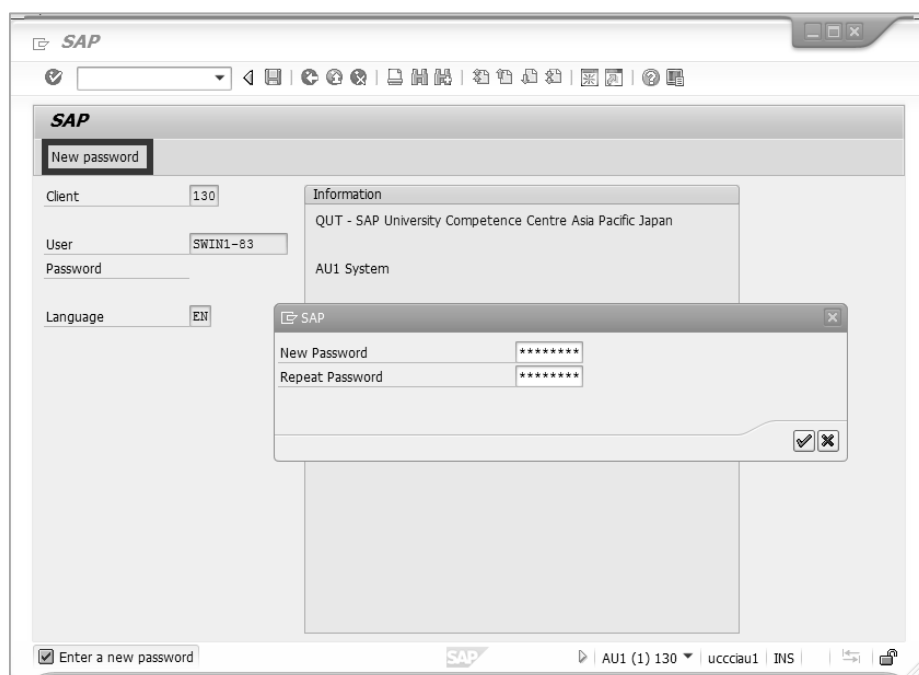 SAP
SAP
New password
Client 130
Information
QUT - SAP University Competence Centre Asia Pacific Japan
User SWIN1-83
Password
AU1 System
Language EN
SAP
New Password ********
Repeat Password ********
Enter a new password
SAP
AU1 (1) 130
uccciau1
INS